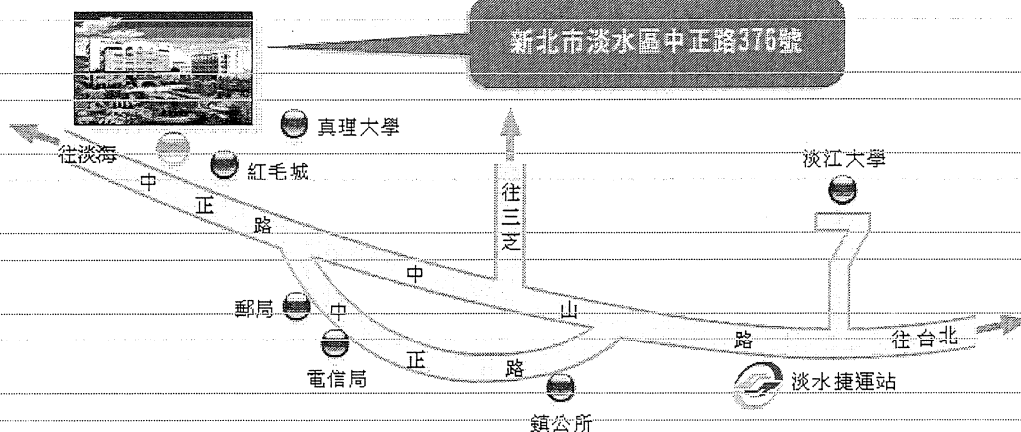 新北市淡水區中正路376號
真理大學
往淡海
紅毛城
淡江大學
中正路
往三芝
中山路
郵局
中正路
往台北
電信局
淡水捷運站
鎮公所